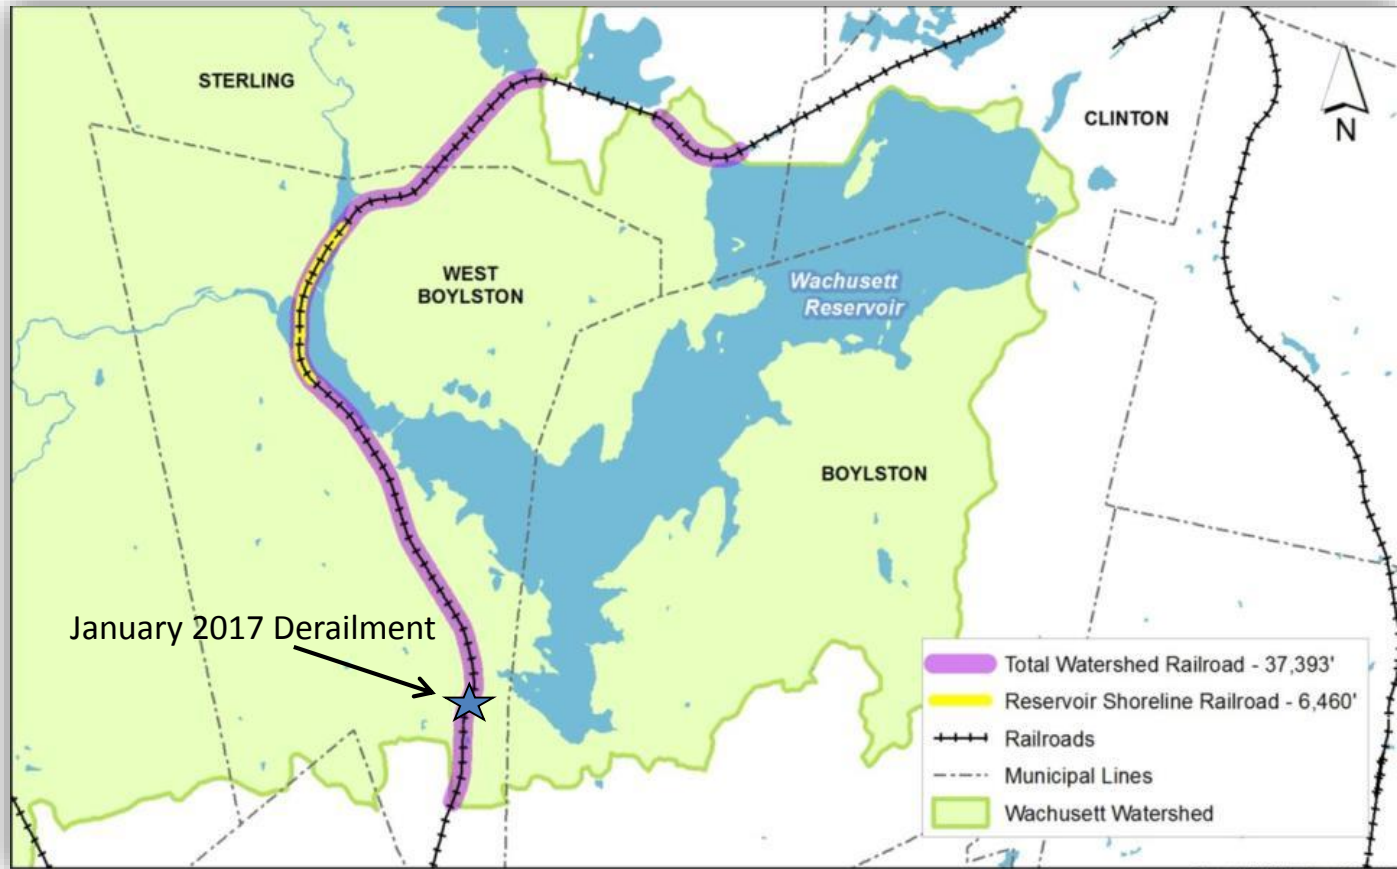 STERLING
CLINTON
N
WEST
BOYLSTON
Wachusett
Reservoir
BOYLSTON
January 2017 Derailment
Total Watershed Railroad - 37,393'
Reservoir Shoreline Railroad - 6,460'
Railroads
Municipal Lines
Wachusett Watershed